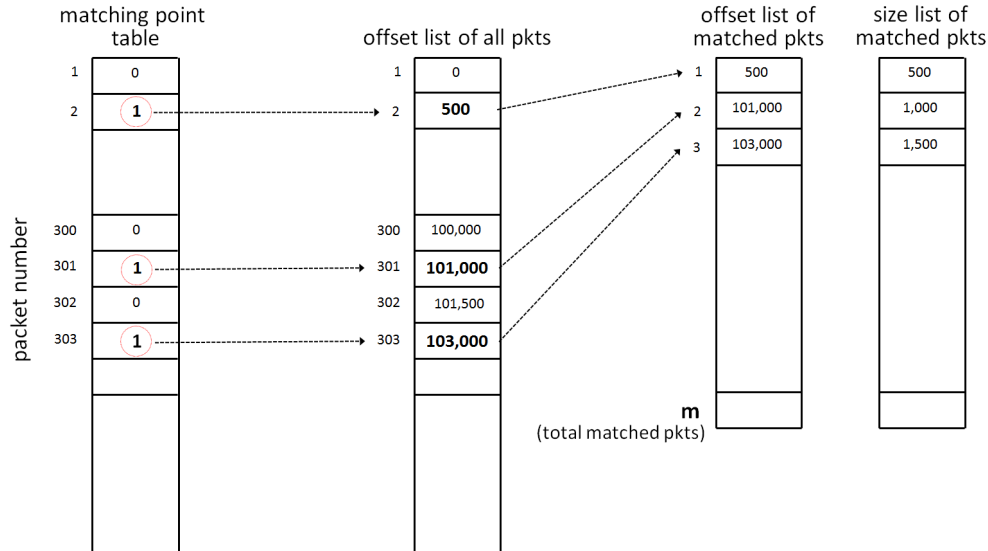 matching point
table
offset list of all pkts
offset list of
matched pkts
size list of
matched pkts
packet number
1 0
2 1
300 0
301 1
302 0
303 1
1 0
2 500
300 100,000
301 101,000
302 101,500
303 103,000
1 500
2 101,000
3 103,000
m
(total matched pkts)
500
1,000
1,500